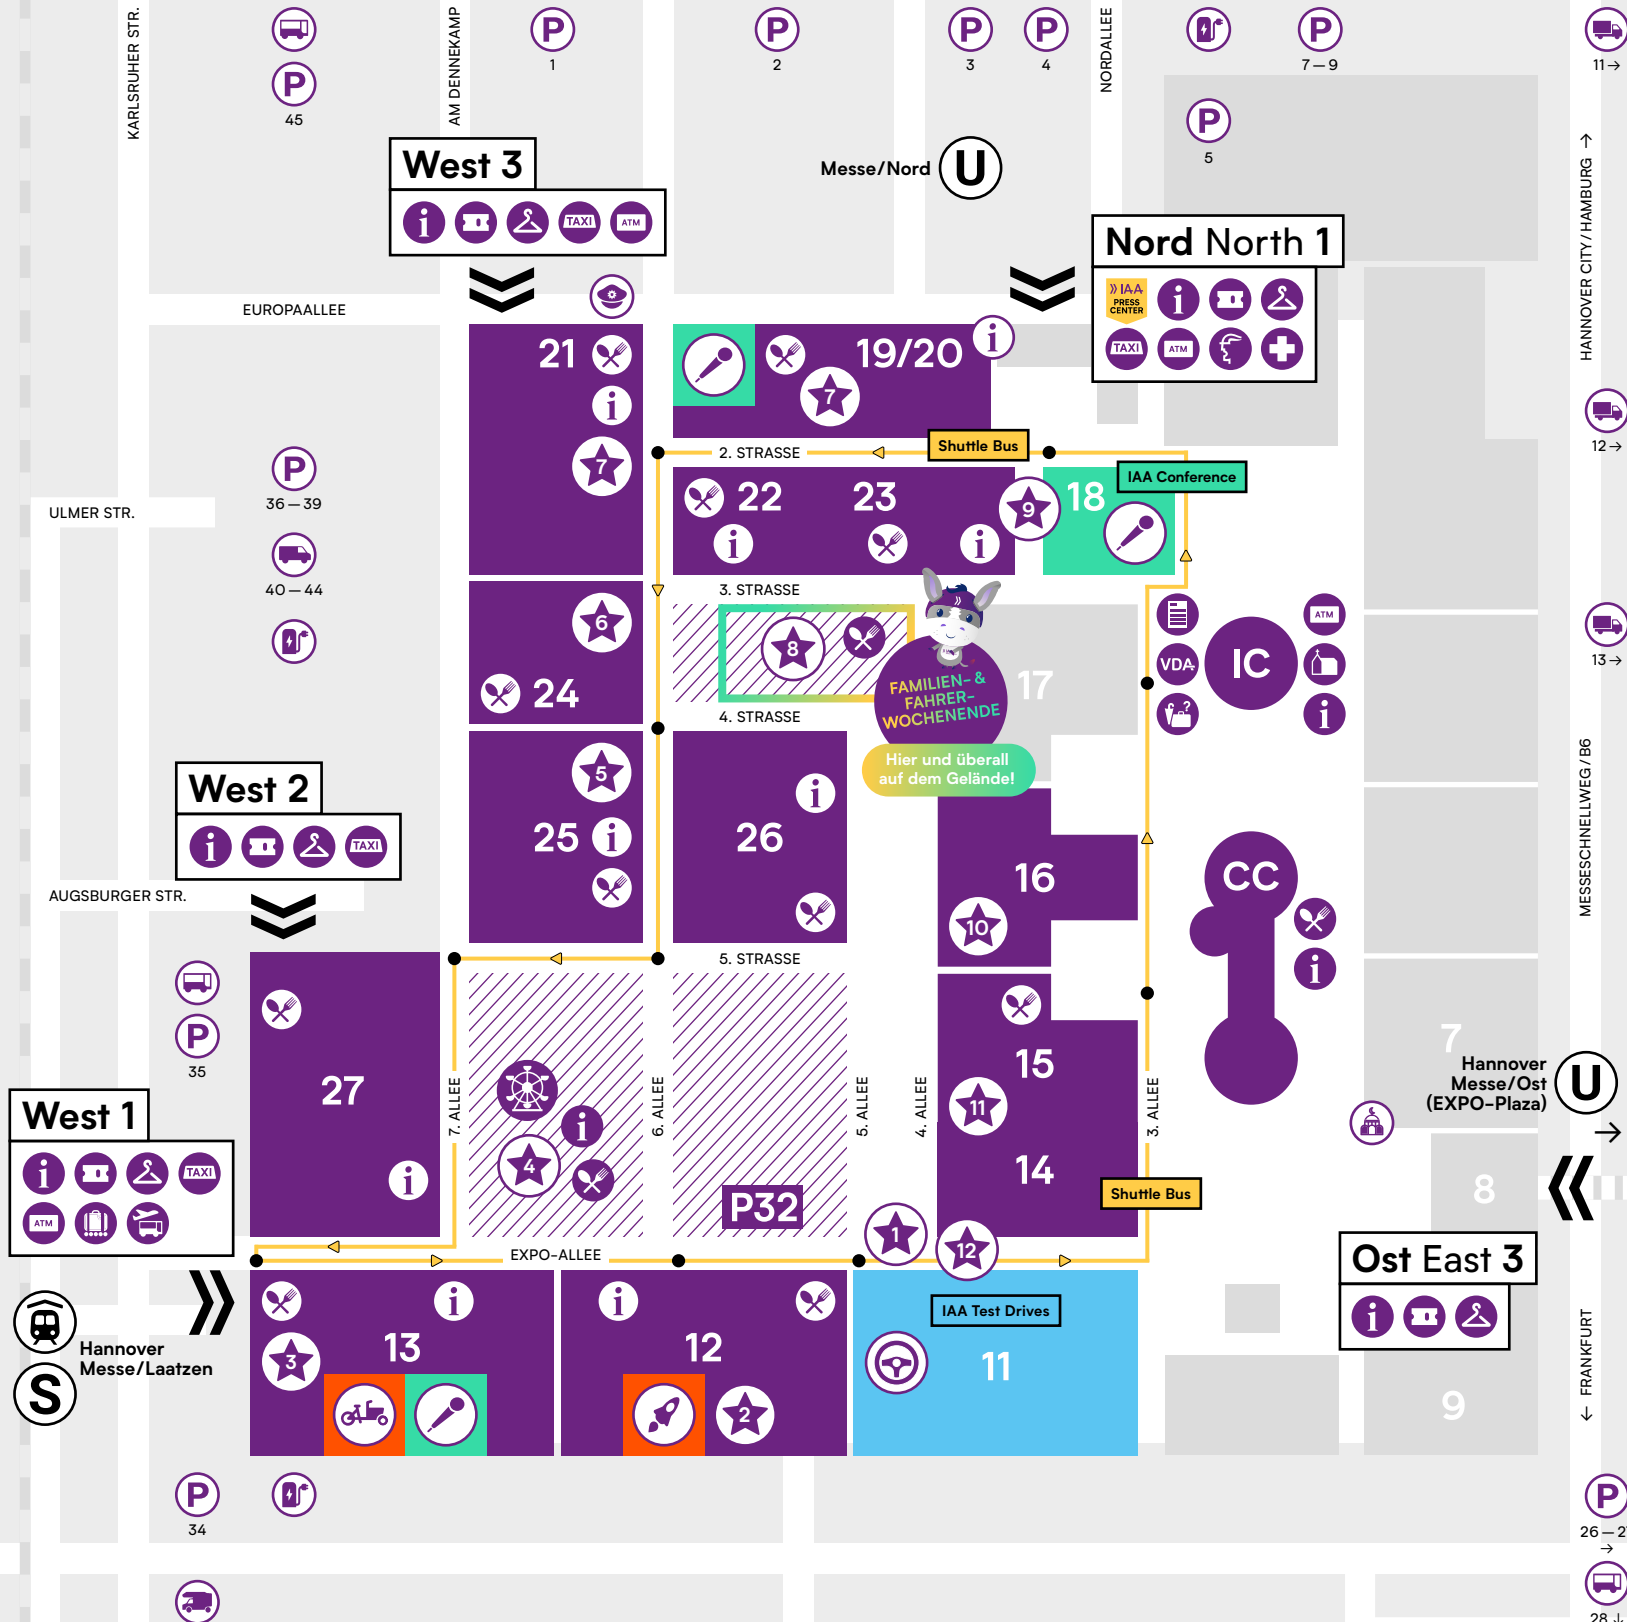 KARLSRUHER STR.
AM DENNEKAMP
NORDALLEE
P
P
P
P
P
1
2
3
4
7 – 9
11→
P
45
P
5
HANNOVER CITY / HAMBURG →
West 3
i TAXI ATM
Messe/Nord U
Nord North 1
»IAA
PRESS
CENTER
i
TAXI ATM
EUROPAALLEE
21
i
7
19/20
i
7
2. STRASSE
Shuttle Bus
IAA Conference
22
23
9
18
i
i
12→
P
36 – 39
ULMER STR.
40 – 44
3. STRASSE
6
24
8
FAMILIEN- &
FAHRER-
WOCHENENDE
Hier und überall
auf dem Gelände!
17
4. STRASSE
ATM
VDA
IC
?
i
13→
MESSESCHNELLWEG / B6
West 2
i TAXI
AUGSBURGER STR.
5
25
i
26
i
16
10
CC
i
5. STRASSE
P
35
27
i
7. ALLEE
i
4
6. ALLEE
P32
5. ALLEE
4. ALLEE
15
11
14
3. ALLEE
Shuttle Bus
7
Hannover
Messe/Ost
(EXPO-Plaza)
U
→
8
West 1
i TAXI
ATM
1
12
EXPO-ALLEE
Ost East 3
i
Hannover
Messe/Laatzen
S
i
13
3
i
12
2
IAA Test Drives
11
9
← FRANKFURT
P
34
P
→